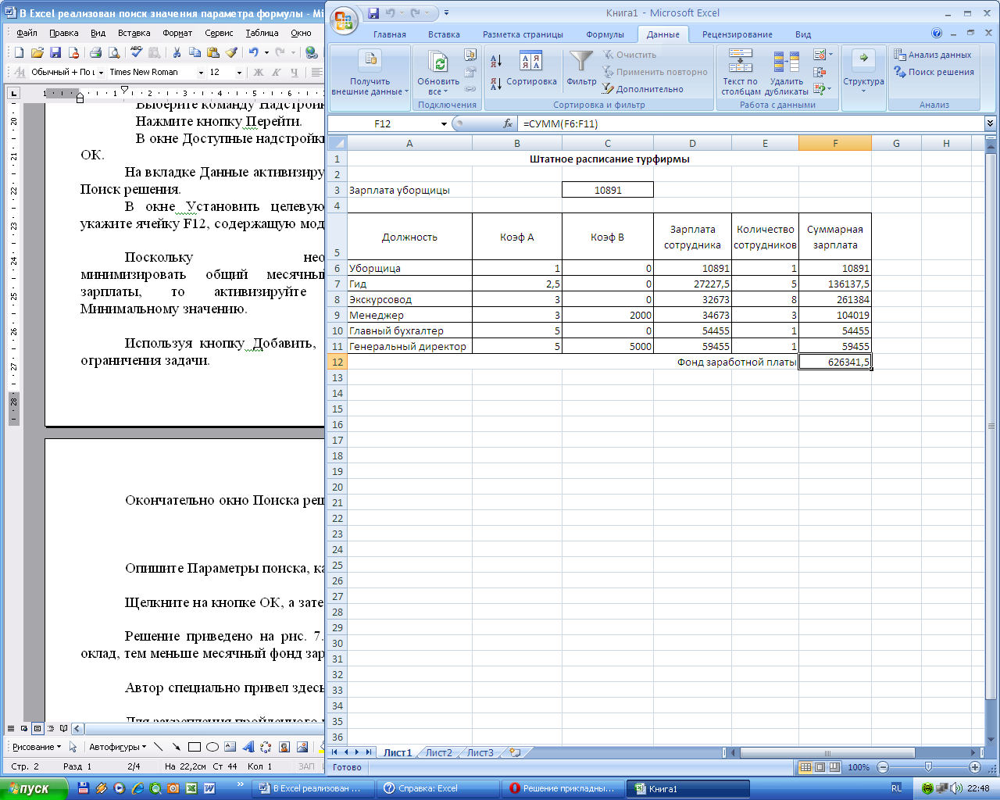 В Excel реализован поиск значения параметра формулы - Mi
Файл Правка Вид Вставка Формат Сервис Таблица Окно
Обычный + По Times New Roman 12 Ж К Ч
Выберите команду Надстройк
Нажмите кнопку Перейти.
В окне Доступные надстройки
ОК.
На вкладке Данные активизиру
Поиск решения.
В окне Установить целевую
укажите ячейку F12, содержащую мод
Поскольку нео
минимизировать общий месячный
зарплаты, то активизируйте
Минимальному значению.
Используя кнопку Добавить,
ограничения задачи.
Окончательно окно Поиска реш
Опишите Параметры поиска, ка
Щелкните на кнопке ОК, а зате
Решение приведено на рис. 7.
оклад, тем меньше месячный фонд зар
Автор специально привел здесь
Для закрепления пройденного
Рисование Автофигуры
Стр. 2 Разд 1 2/4 На 22,2см Ст 44 Кол 1 ЗАП
Книга1 - Microsoft Excel
Главная Вставка Разметка страницы Формулы Данные Рецензирование Вид
Получить внешние данные
Обновить все
Подключения
Сортировка
Фильтр
Очистить
Применить повторно
Дополнительно
Сортировка и фильтр
Текст по столбцам
Удалить дубликаты
Работа с данными
Структура
Анализ данных
Поиск решения
Анализ
F12 fx =СУММ(F6:F11)
A B C D E F G H
1 Штатное расписание турфирмы
2
3 Зарплата уборщицы 10891
4
5 Должность Коэф А Коэф В Зарплата сотрудника Количество сотрудников Суммарная зарплата
6 Уборщица 1 0 10891 1 10891
7 Гид 2,5 0 27227,5 5 136137,5
8 Экскурсовод 3 0 32673 8 261384
9 Менеджер 3 2000 34673 3 104019
10 Главный бухгалтер 5 0 54455 1 54455
11 Генеральный директор 5 5000 59455 1 59455
12 Фонд заработной платы 626341,5
13
14
15
16
17
18
19
20
21
22
23
24
25
26
27
28
29
30
31
32
33
34
35
36
Лист1 Лист2 Лист3
Готово 100%
пуск
В Excel реализован ...
Справка: Excel
Решение прикладны...
Книга1
RL 22:48